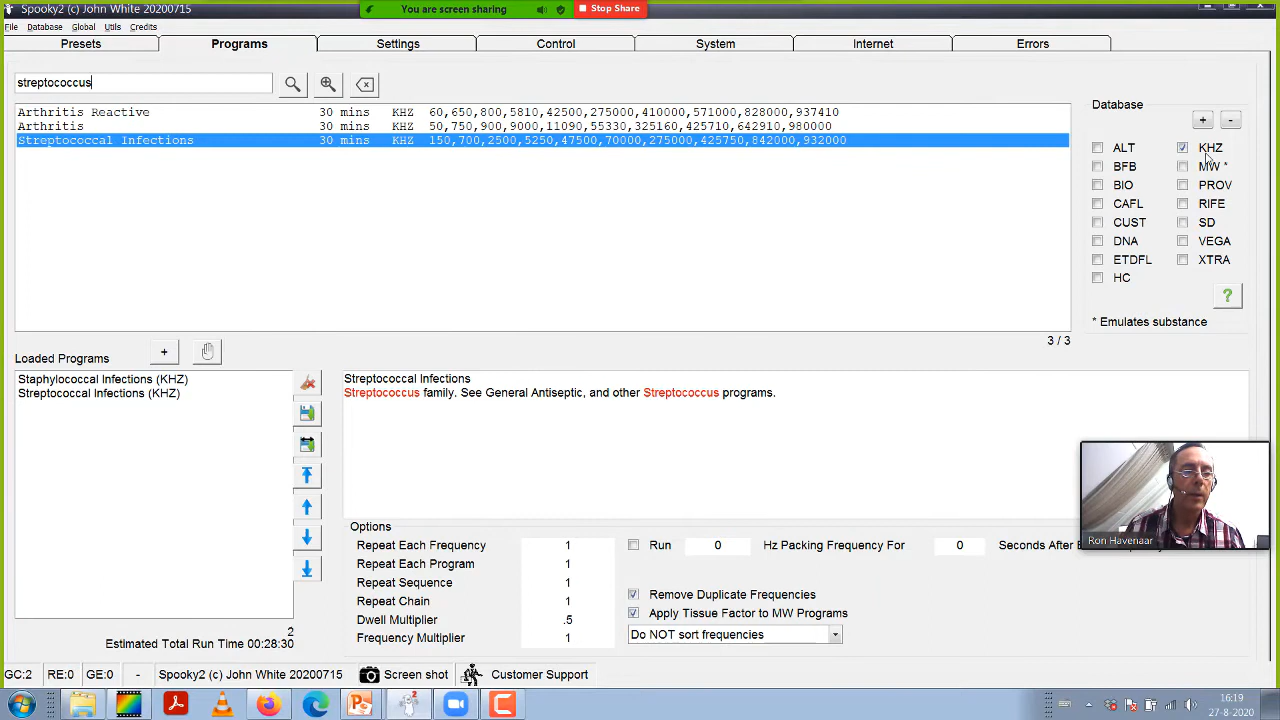 Spooky2 (c) John White 20200715
You are screen sharing
Stop Share
File Database Global Utils Credits
Presets Programs Settings Control System Internet Errors
streptococcus
Arthritis Reactive 30 mins KHZ 60,650,800,5810,42500,275000,410000,571000,828000,937410
Arthritis 30 mins KHZ 50,750,900,9000,11090,55330,325160,425710,642910,980000
Streptococcal Infections 30 mins KHZ 150,700,2500,5250,47500,70000,275000,425750,842000,932000
Database
+ -
ALT KHZ
BFB MW *
BIO PROV
CAFL RIFE
CUST SD
DNA VEGA
ETDFL XTRA
HC
?
* Emulates substance
3 / 3
Loaded Programs +
Staphylococcal Infections (KHZ)
Streptococcal Infections (KHZ)
Streptococcal Infections
Streptococcus family. See General Antiseptic, and other Streptococcus programs.
Ron Havenaar
Options
Repeat Each Frequency 1
Run 0 Hz Packing Frequency For 0 Seconds After
Repeat Each Program 1
Repeat Sequence 1
Remove Duplicate Frequencies
Repeat Chain 1
Apply Tissue Factor to MW Programs
Dwell Multiplier .5
Do NOT sort frequencies
Frequency Multiplier 1
2
Estimated Total Run Time 00:28:30
GC:2 RE:0 GE:0 - Spooky2 (c) John White 20200715 Screen shot Customer Support
16:19
27-8-2020